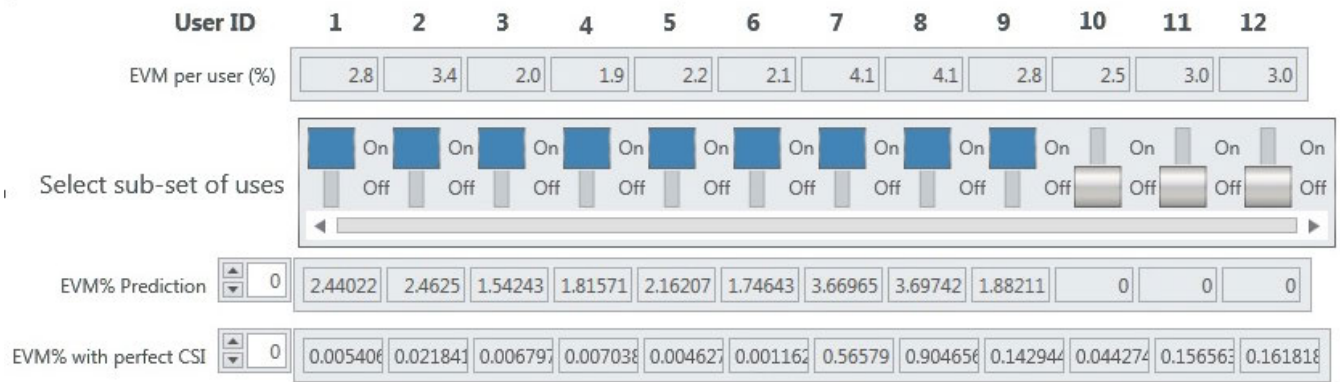 User ID 1 2 3 4 5 6 7 8 9 10 11 12
EVM per user (%) 2.8 3.4 2.0 1.9 2.2 2.1 4.1 4.1 2.8 2.5 3.0 3.0
On On On On On On On On On On On On
Select sub-set of uses Off Off Off Off Off Off Off Off Off Off Off Off
EVM% Prediction 0 2.44022 2.4625 1.54243 1.81571 2.16207 1.74643 3.66965 3.69742 1.88211 0 0 0
EVM% with perfect CSI 0 0.005406 0.021841 0.006797 0.007038 0.004627 0.001162 0.56579 0.904656 0.142944 0.044274 0.156563 0.161818